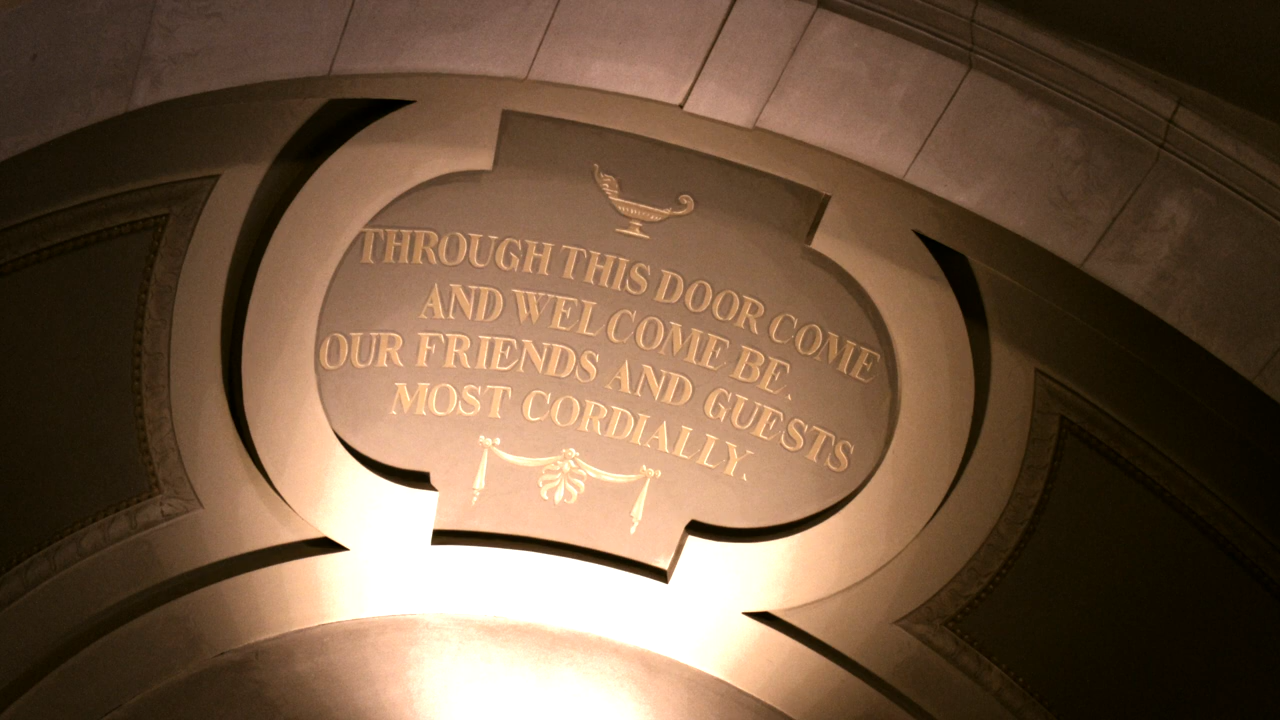 THROUGH THIS DOOR COME
AND WELCOME BE.
OUR FRIENDS AND GUESTS
MOST CORDIALLY.